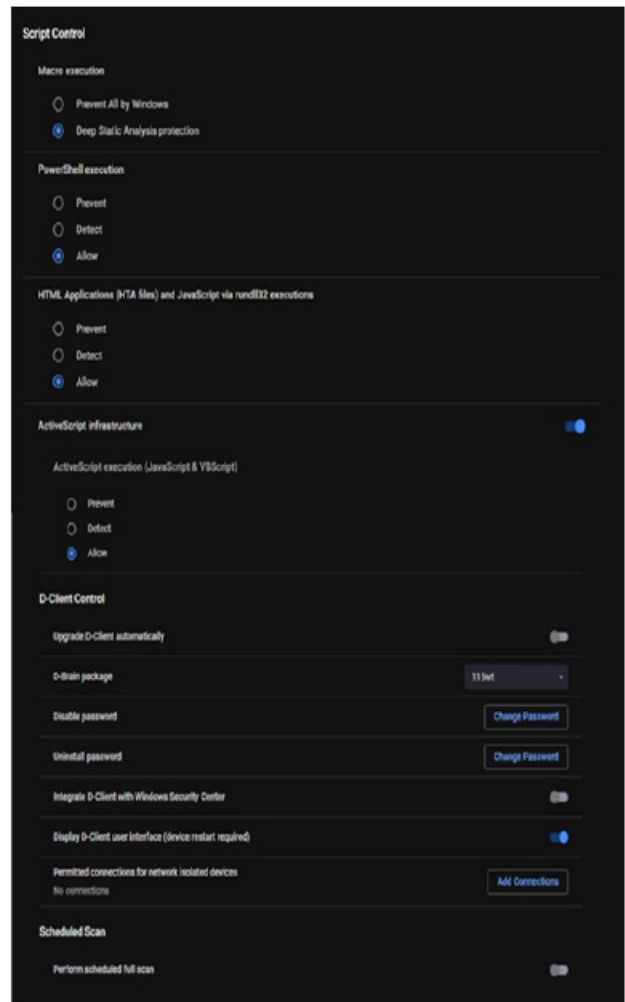 Script Control
Macro execution
Prevent All by Windows
Deep Static Analysis protection
PowerShell execution
Prevent
Detect
Allow
HTML Applications (HTA files) and JavaScript via rundll32 executions
Prevent
Detect
Allow
ActiveScript infrastructure
ActiveScript execution (JavaScript & VBScript)
Prevent
Detect
Allow
D-Client Control
Upgrade D-Client automatically
D-Brain package
Disable password Change Password
Uninstall password Change Password
Integrate D-Client with Windows Security Center
Display D-Client user interface (device restart required)
Permitted connections for network isolated devices
No connections Add Connections
Scheduled Scan
Perform scheduled full scan